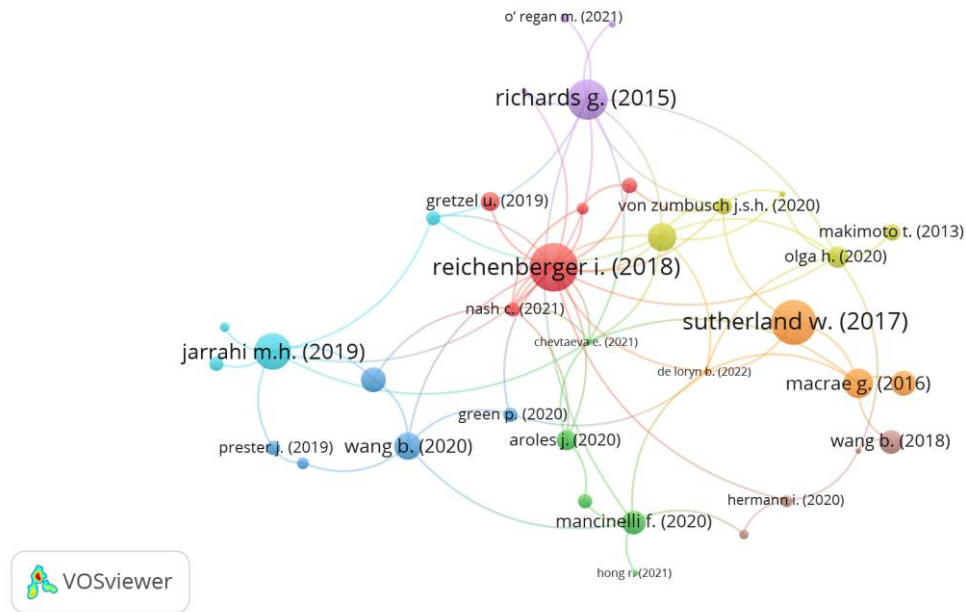 o' regan m. (2021)
richards g. (2015)
gretzel u. (2019)
von zumbusch j.s.h. (2020)
makimoto t. (2013)
olga h. (2020)
reichenberger i. (2018)
nash c. (2021)
sutherland w. (2017)
chevtaeva e. (2021)
jarrahi m.h. (2019)
de loryn b. (2022)
macrae g. (2016)
green p. (2020)
aroles j. (2020)
wang b. (2018)
prester j. (2019)
wang b. (2020)
hermann i. (2020)
mancinelli f. (2020)
hong r. (2021)
VOSviewer